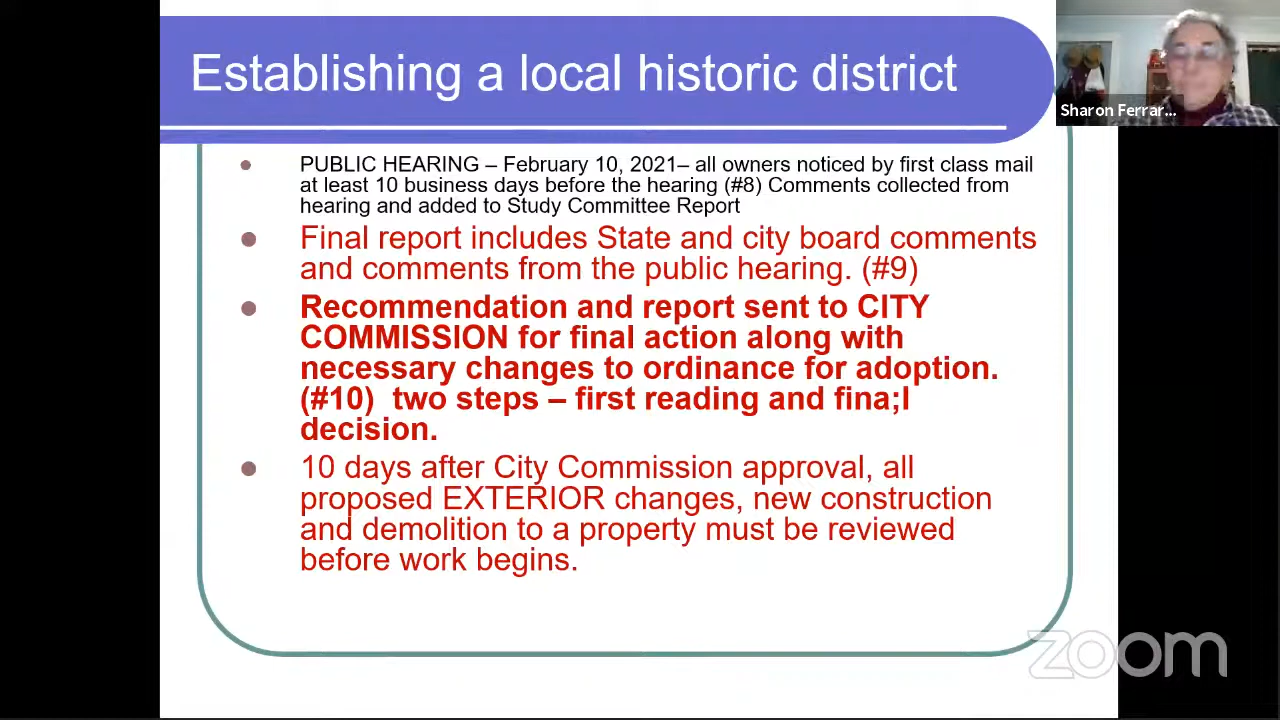 Establishing a local historic district
Sharon Ferrar...
PUBLIC HEARING – February 10, 2021– all owners noticed by first class mail
at least 10 business days before the hearing (#8) Comments collected from
hearing and added to Study Committee Report
Final report includes State and city board comments
and comments from the public hearing. (#9)
Recommendation and report sent to CITY
COMMISSION for final action along with
necessary changes to ordinance for adoption.
(#10)  two steps – first reading and fina;l
decision.
10 days after City Commission approval, all
proposed EXTERIOR changes, new construction
and demolition to a property must be reviewed
before work begins.
zoom